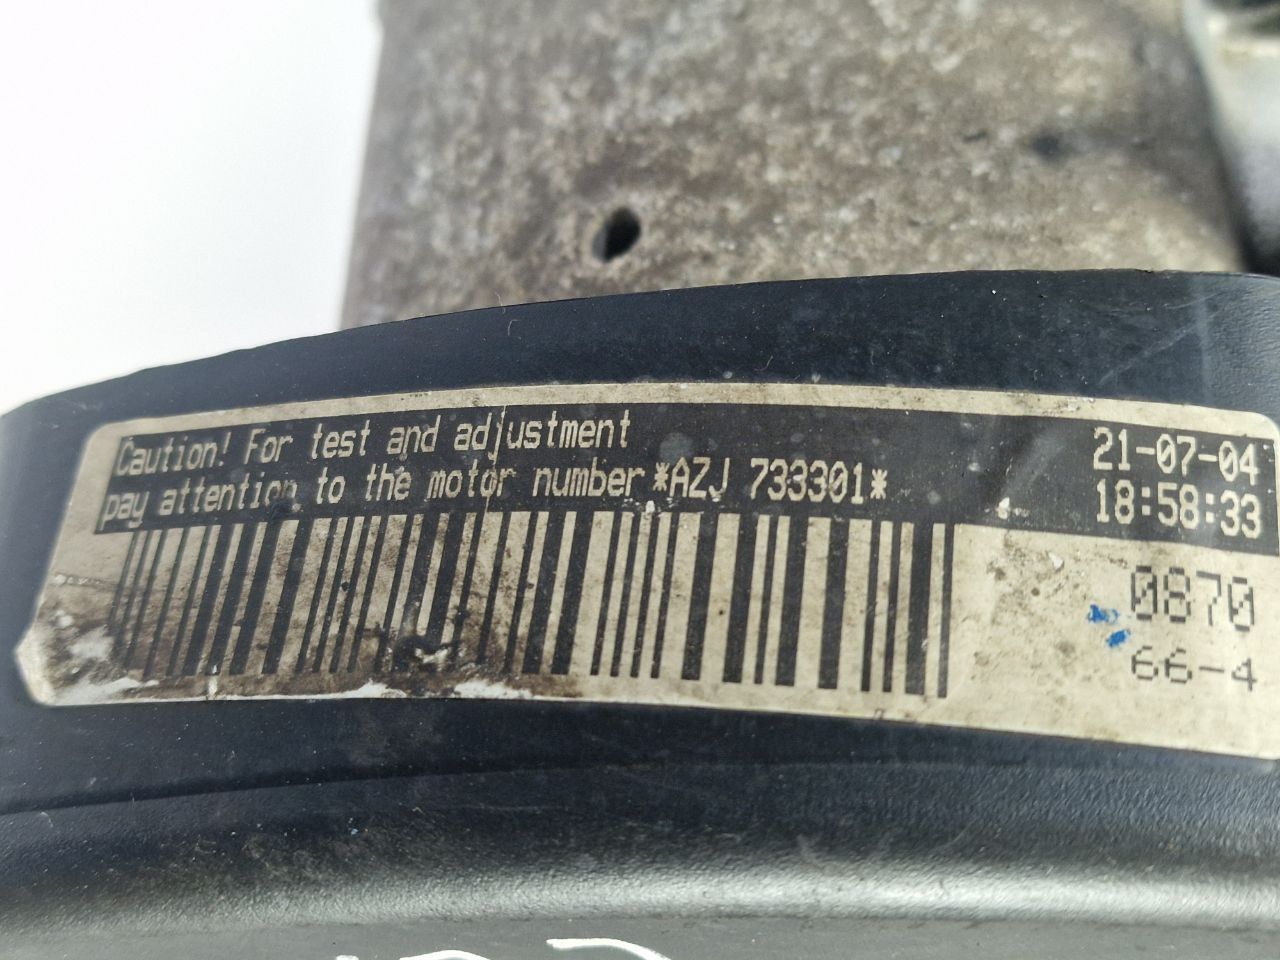 Caution! For test and adjustment
pay attention to the motor number *AZJ 733301*
21-07-04
18:58:33
0870
66-4